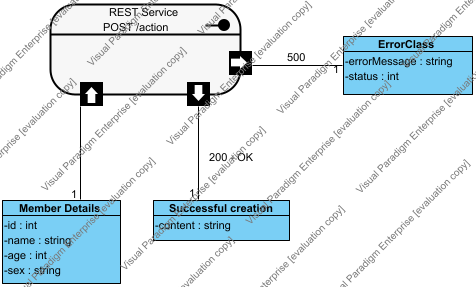 REST Service
POST /action
500
1
ErrorClass
-errorMessage : string
-status : int
200 - OK
1
1
Member Details
-id : int
-name : string
-age : int
-sex : string
Successful creation
-content : string
Visual Paradigm Enterprise [evaluation copy]